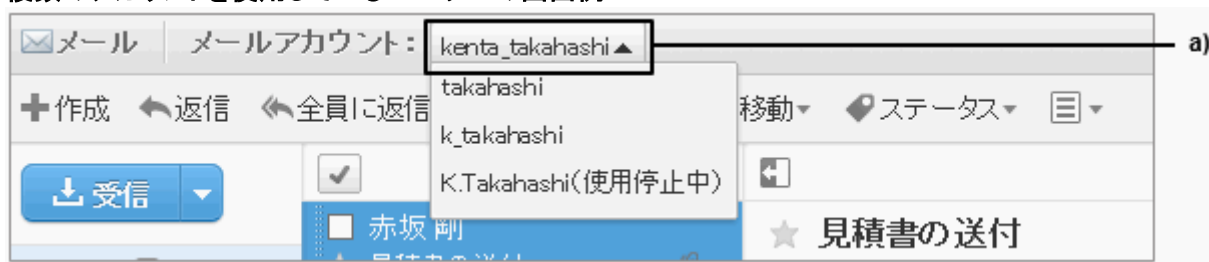 メール メールアカウント: kenta_takahashi▲ a)
takahashi
作成 返信 全員に返信 移動▾ ステータス▾
k_takahashi
K.Takahashi(使用停止中)
受信
赤坂 剛
見積書の送付